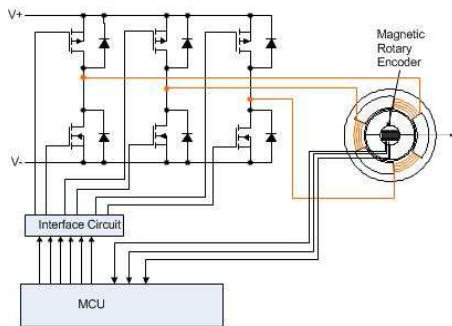 V+
Magnetic
Rotary
Encoder
V-
Interface Circuit
MCU